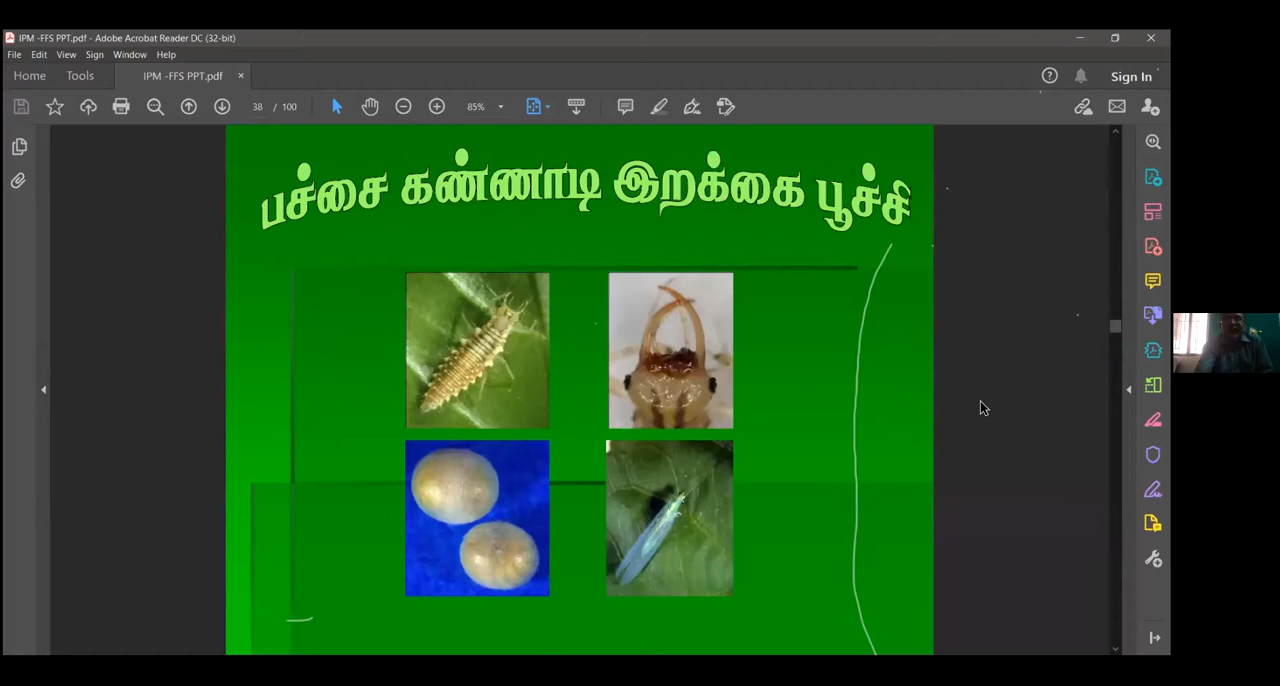 IPM -FFS PPT.pdf - Adobe Acrobat Reader DC (32-bit)
File Edit View Sign Window Help
Home Tools IPM -FFS PPT.pdf × Sign In
38 / 100 85%
பச்சை கண்ணாடி இறக்கை பூச்சி